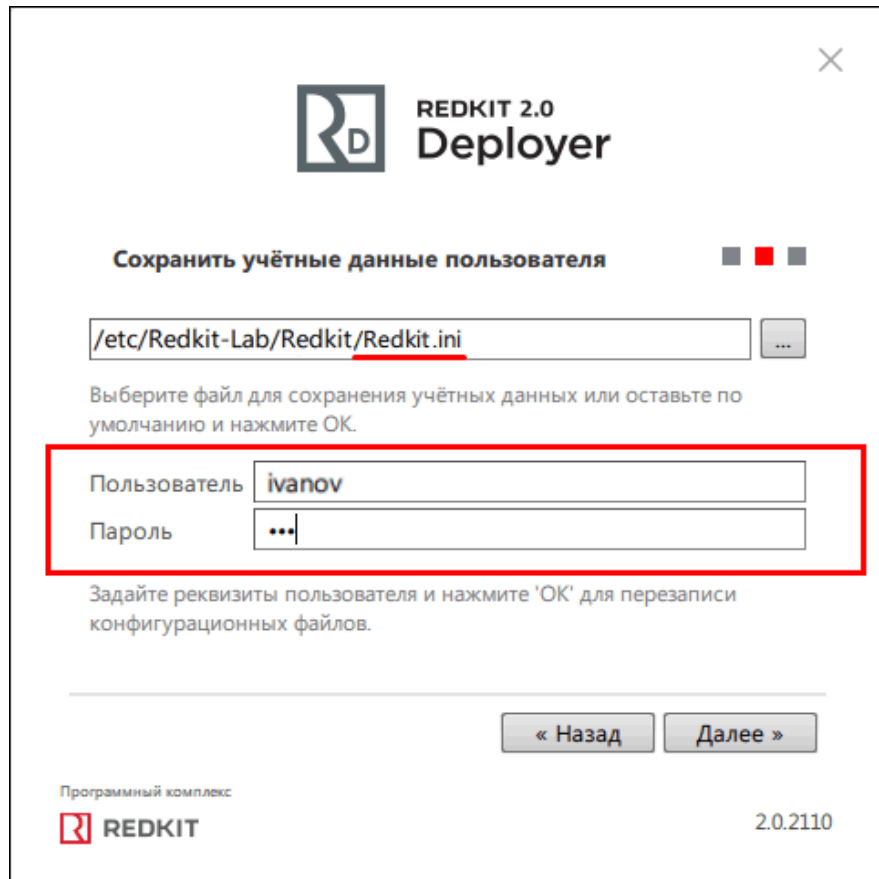 REDKIT 2.0
RD
Deployer
Сохранить учётные данные пользователя
/etc/Redkit-Lab/Redkit/Redkit.ini
...
Выберите файл для сохранения учётных данных или оставьте по
умолчанию и нажмите ОК.
Пользователь ivanov
Пароль •••
Задайте реквизиты пользователя и нажмите 'ОК' для перезаписи
конфигурационных файлов.
« Назад Далее »
Программный комплекс
R REDKIT
2.0.2110